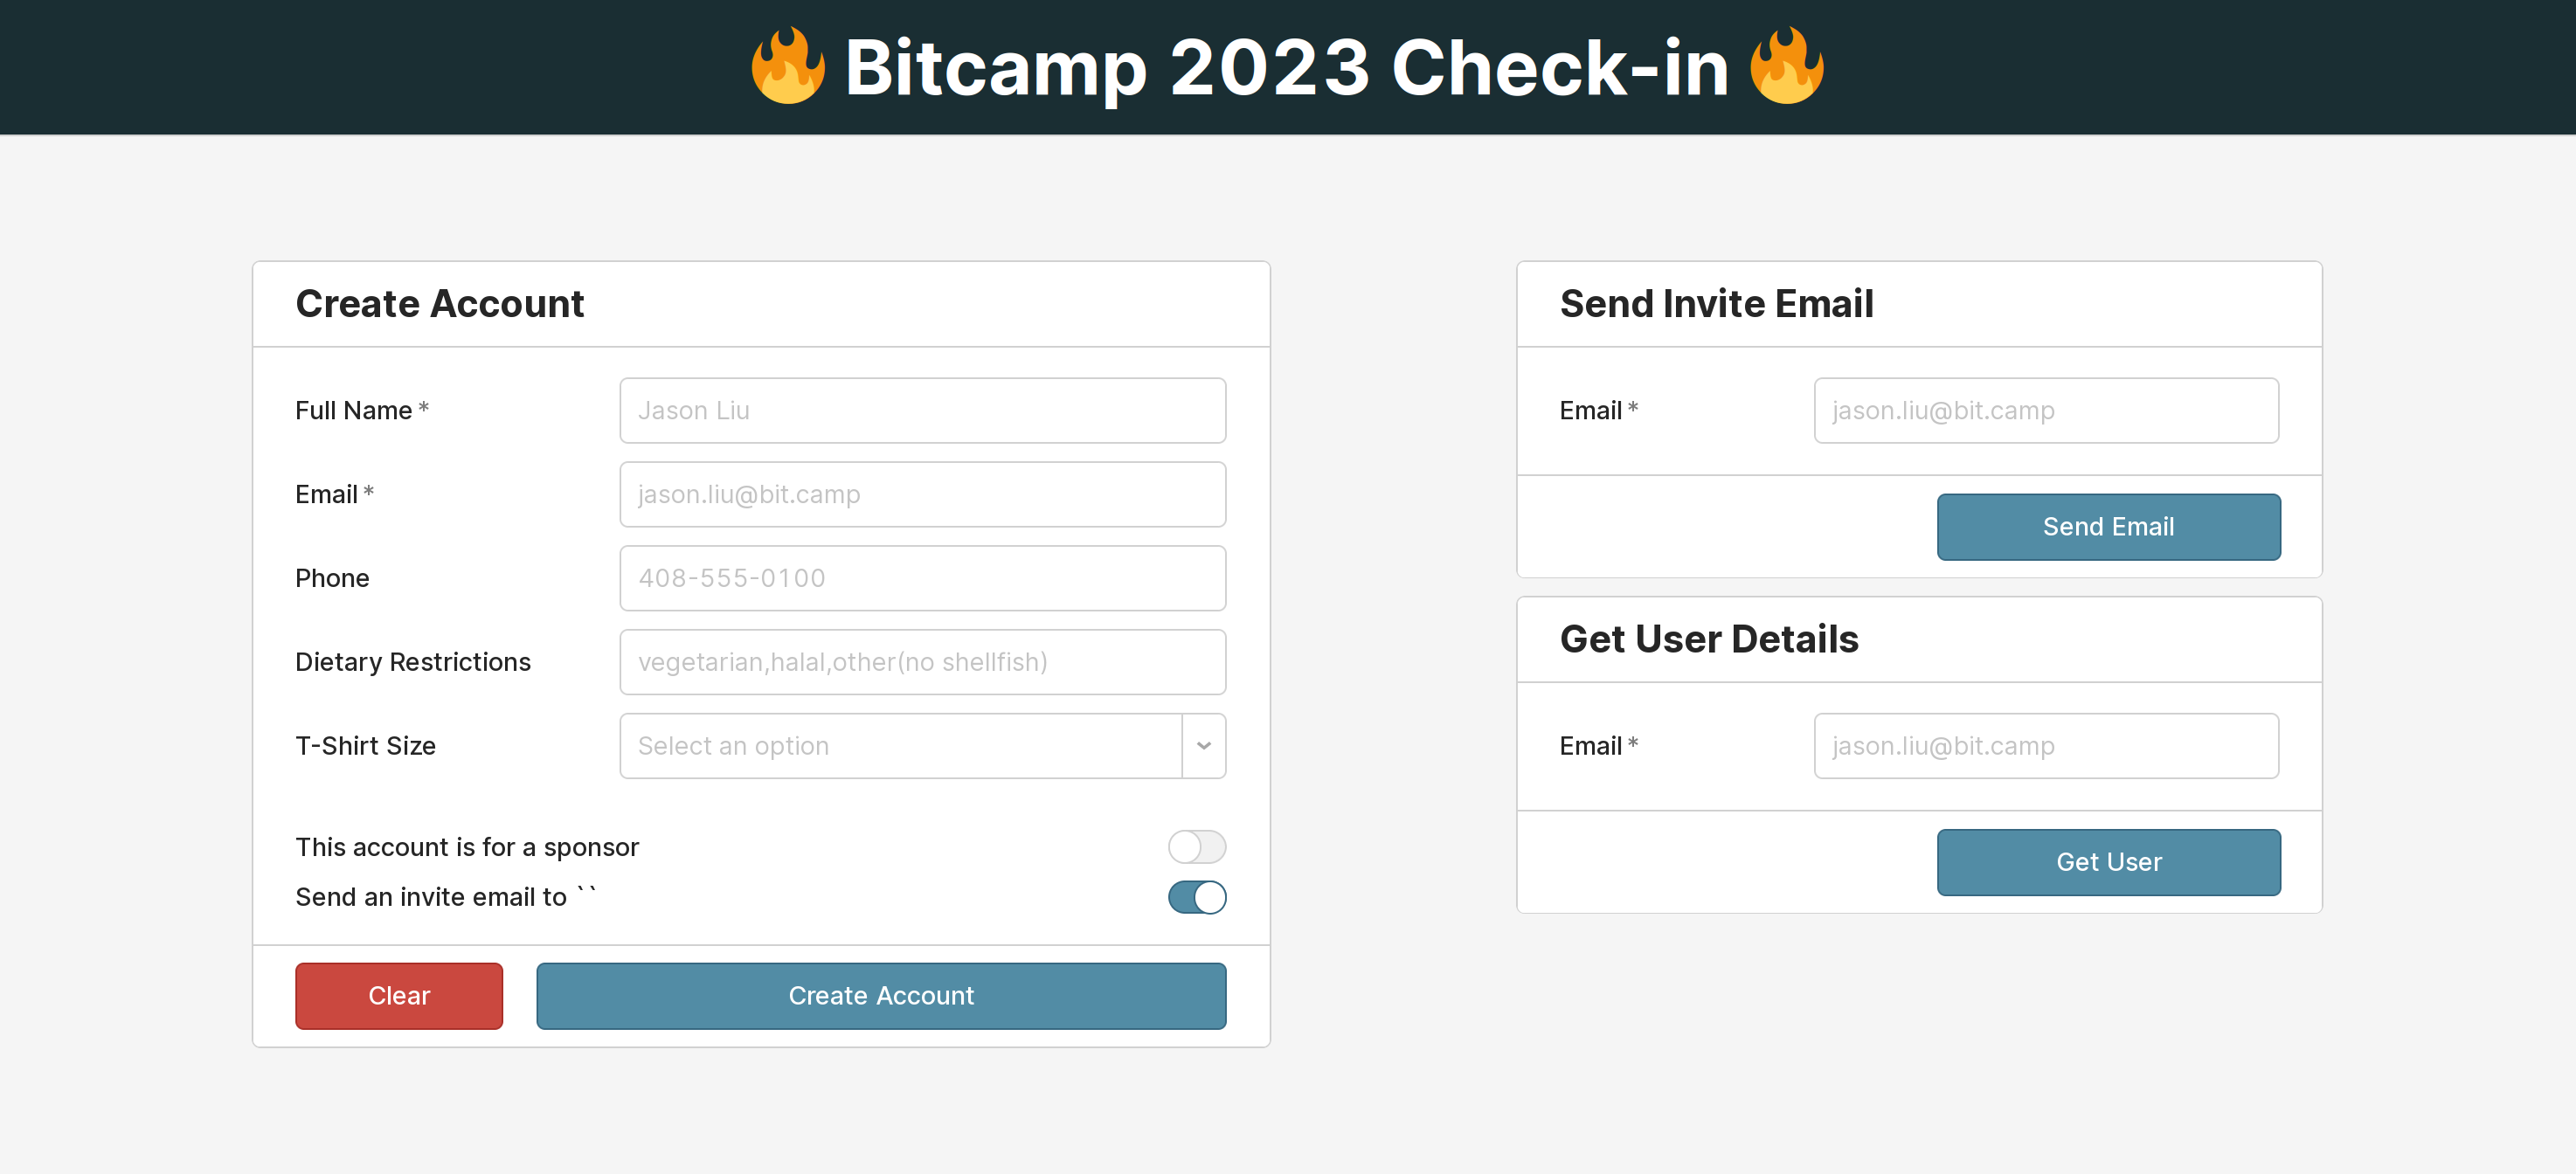 🔥 Bitcamp 2023 Check-in 🔥
Create Account
Full Name *
Jason Liu
Email *
jason.liu@bit.camp
Phone
408-555-0100
Dietary Restrictions
vegetarian,halal,other(no shellfish)
T-Shirt Size
Select an option
This account is for a sponsor
Send an invite email to ``
Clear
Create Account
Send Invite Email
Email *
jason.liu@bit.camp
Send Email
Get User Details
Email *
jason.liu@bit.camp
Get User